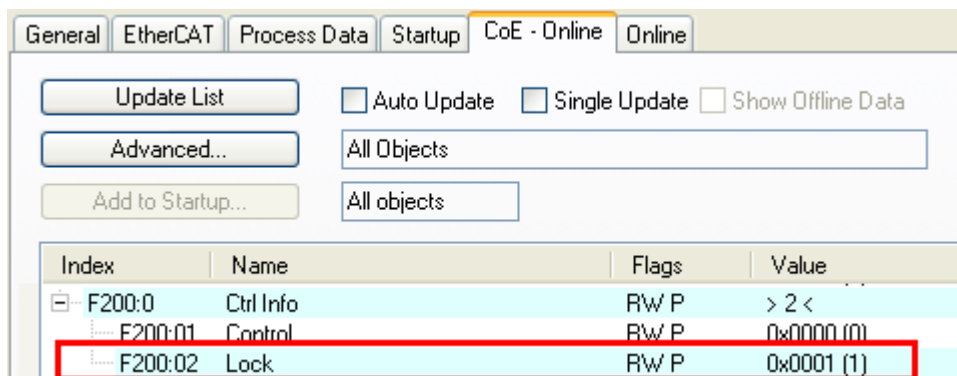 General EtherCAT Process Data Startup CoE - Online Online
Update List Auto Update Single Update Show Offline Data
Advanced... All Objects
Add to Startup... All objects
Index Name Flags Value
F200:0 Ctrl Info RW P > 2 <
F200:01 Control RW P 0x0000 (0)
F200:02 Lock RW P 0x0001 (1)